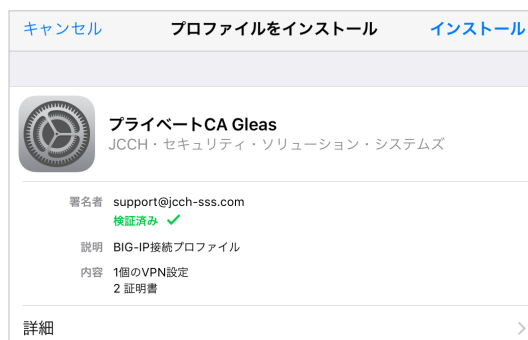 キャンセル プロファイルをインストール インストール
プライベートCA Gleas
JCCH・セキュリティ・ソリューション・システムズ
署名者 support@jcch-sss.com
検証済み ✓
説明 BIG-IP接続プロファイル
内容 1個のVPN設定
2 証明書
詳細